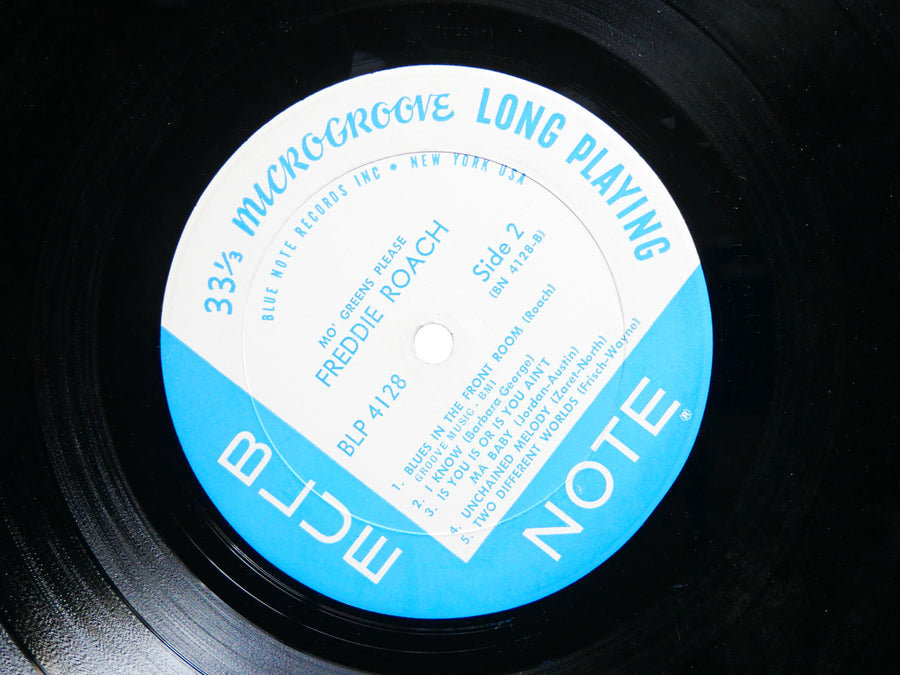 33⅓ MICROGROOVE LONG PLAYING
BLUE NOTE RECORDS INC • NEW YORK USA
MO' GREENS PLEASE
FREDDIE ROACH
BLP 4128
Side 2
(BN 4128-B)
1. BLUES IN THE FRONT ROOM (Roach)
GROOVE MUSIC - BMI
2. I KNOW (Barbara George)
3. IS YOU IS OR IS YOU AIN'T
MA BABY (Jordan-Austin)
4. UNCHAINED MELODY (Zaret-North)
5. TWO DIFFERENT WORLDS (Frisch-Wayne)
BLUE
NOTE ®